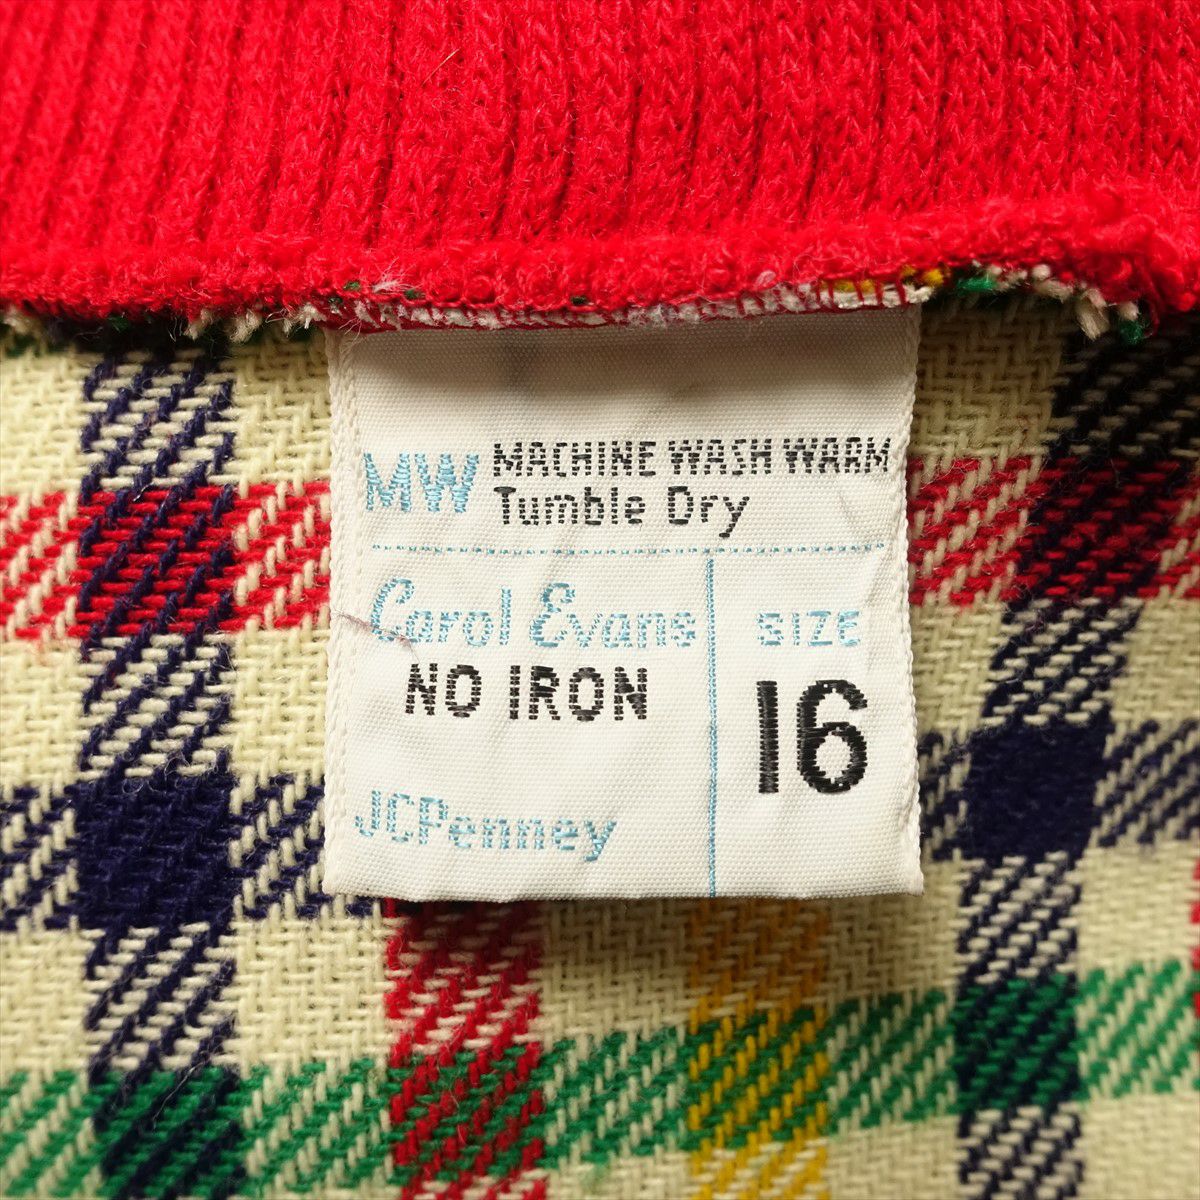 MW MACHINE WASH WARM
Tumble Dry
Carol Evans
NO IRON
JCPenney
SIZE
16